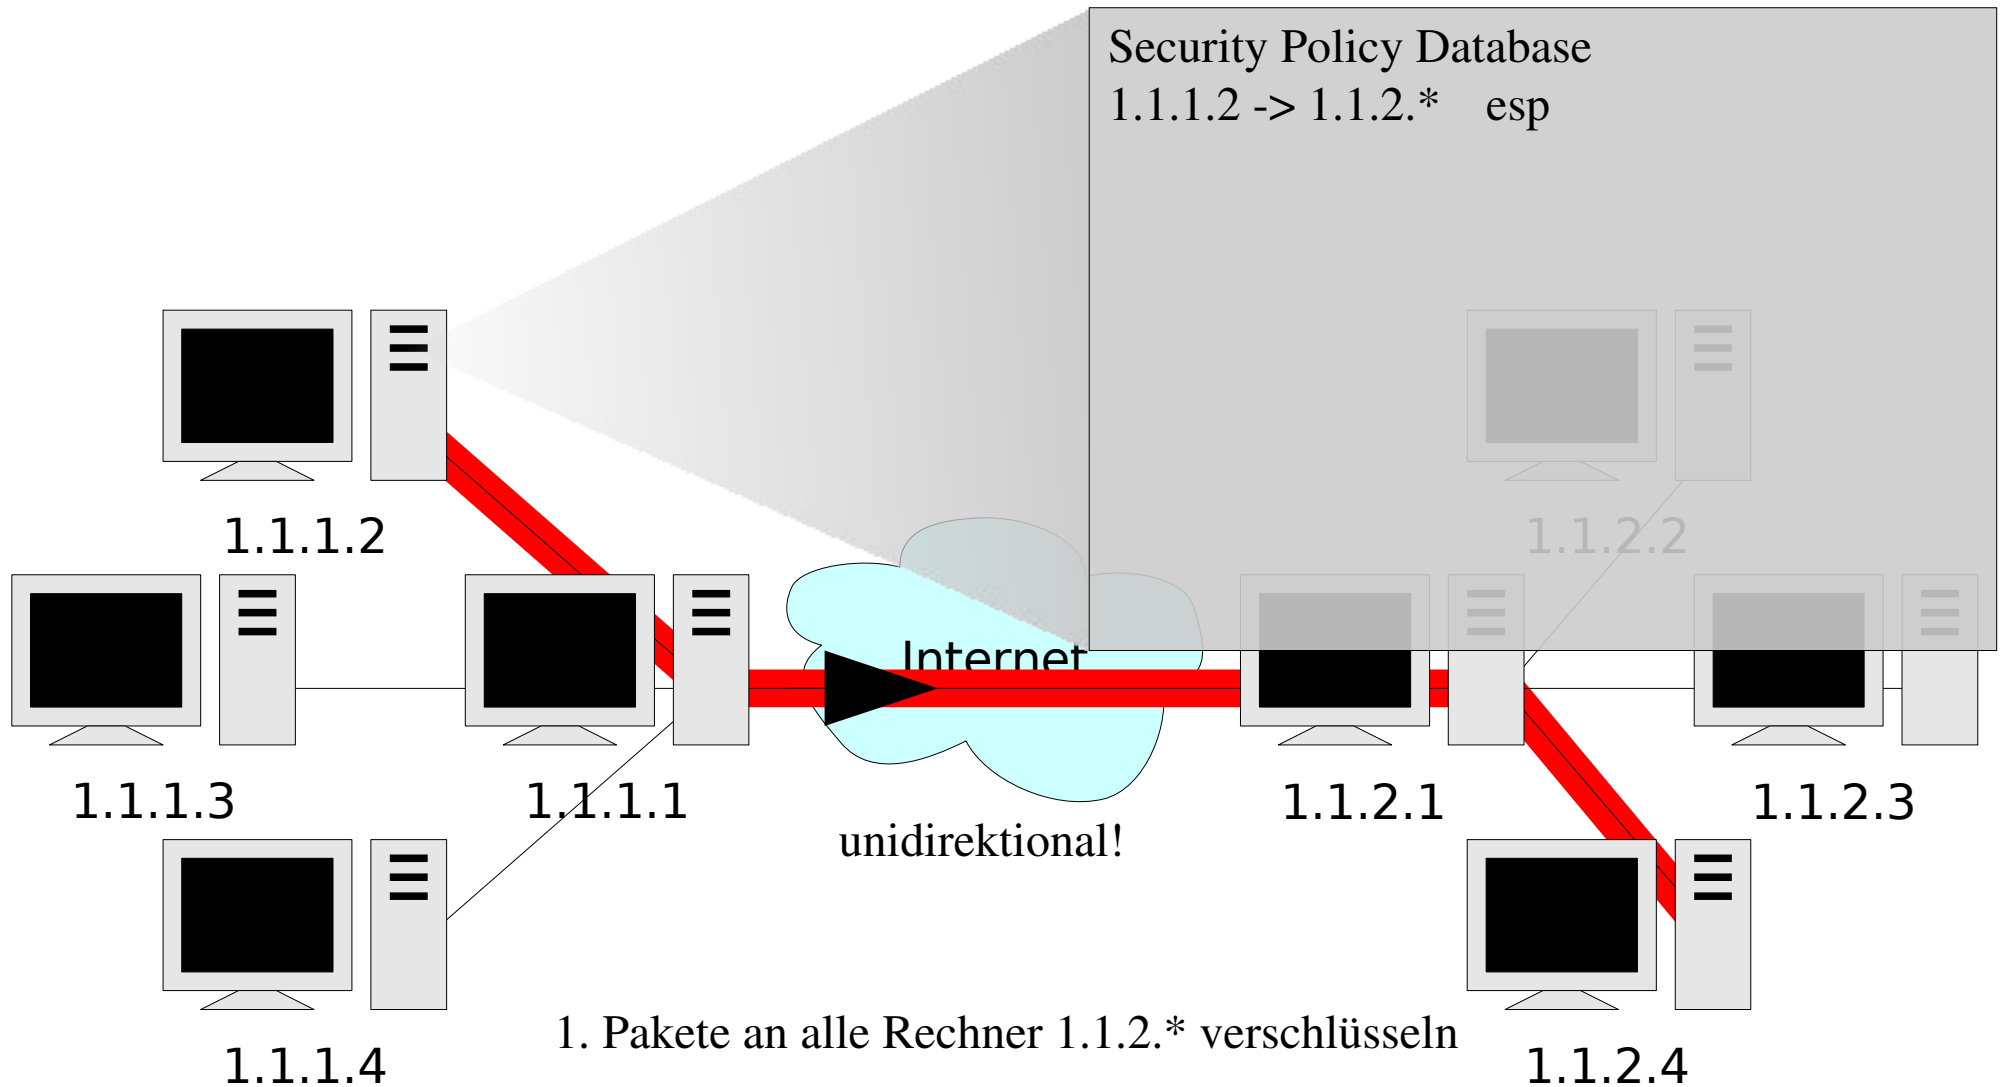 Security Policy Database
1.1.1.2 -> 1.1.2.* esp
1.1.1.2
1.1.2.2
Internet
1.1.1.3
1.1.1.1
1.1.2.1
1.1.2.3
unidirektional!
1. Pakete an alle Rechner 1.1.2.* verschlüsseln
1.1.1.4
1.1.2.4